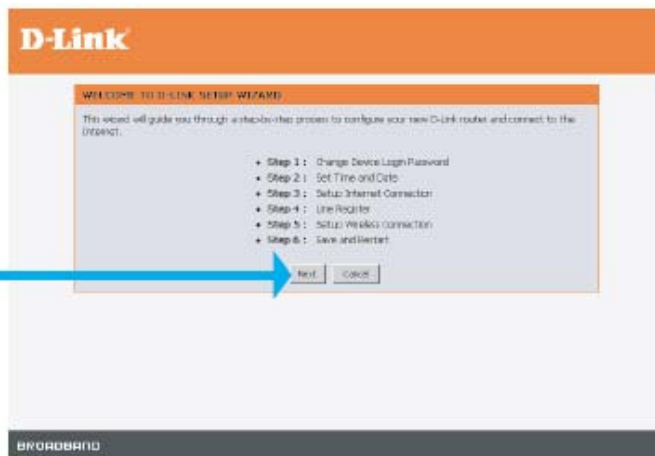 D-Link
WELCOME TO D-LINK SETUP WIZARD
This wizard will guide you through a step-by-step process to configure your new D-Link router and connect to the
Internet.
• Step 1 : Change Device Login Password
• Step 2 : Set Time and Date
• Step 3 : Setup Internet Connection
• Step 4 : Line Register
• Step 5 : Setup Wireless Connection
• Step 6 : Save and Restart
Next Cancel
BROADBAND